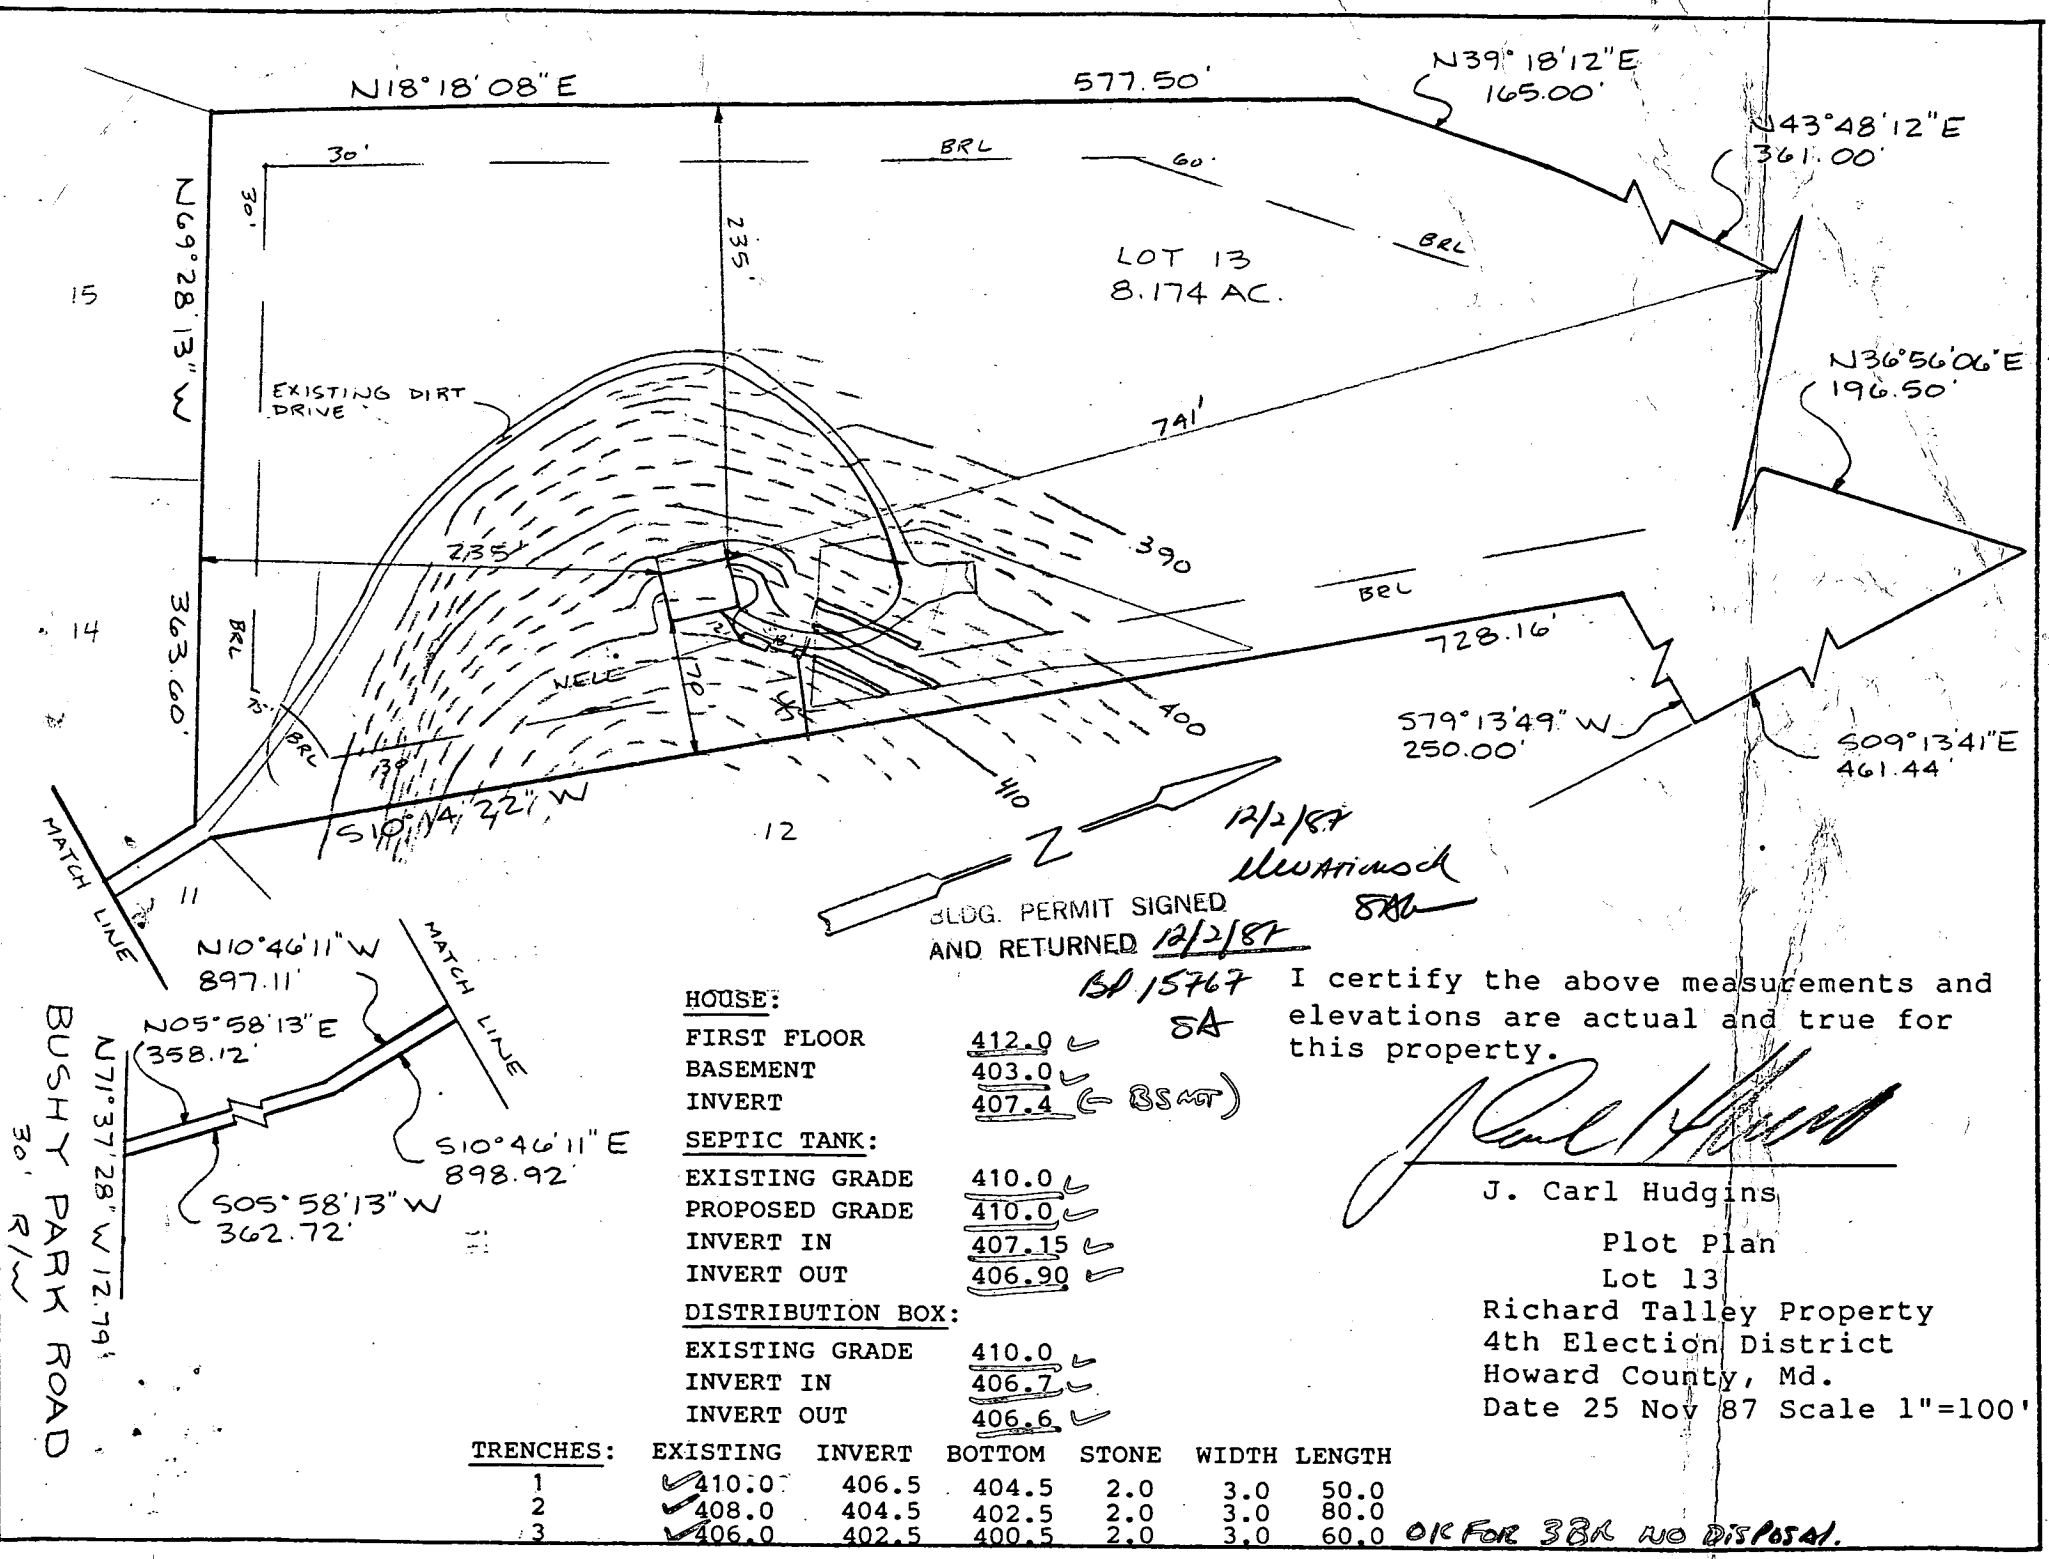 N18°18'08"E
577.50'
N39°18'12"E
165.00'
N43°48'12"E
361.00'
30'
BRL
60'
30'
235'
BRL
LOT 13
8.174 AC.
N69°28'13"W
363.60'
15
14
EXISTING DIRT
DRIVE
741'
N36°56'06"E
196.50'
235'
390
BRL
BRL
728.16'
12'
18'
70'
75'
BRL
30'
400
410
S79°13'49"W
250.00'
S09°13'41"E
461.44'
S10°14'22"W
12
11
MATCH LINE
N
12/2/87
elevations ok
BLDG. PERMIT SIGNED
AND RETURNED 12/2/87
BP 15767
SA
N10°46'11"W
897.11'
MATCH LINE
N05°58'13"E
358.12'
S10°46'11"E
898.92'
S05°58'13"W
362.72'
N71°37'28"W 12.79'
BUSHY PARK ROAD
30' R/W
I certify the above measurements and
elevations are actual and true for
this property.
J. Carl Hudgins
Plot Plan
Lot 13
Richard Talley Property
4th Election District
Howard County, Md.
Date 25 Nov 87 Scale 1"=100'
HOUSE:
FIRST FLOOR 412.0
BASEMENT 403.0
INVERT 407.4 (← BSMT)
SEPTIC TANK:
EXISTING GRADE 410.0
PROPOSED GRADE 410.0
INVERT IN 407.15
INVERT OUT 406.90
DISTRIBUTION BOX:
EXISTING GRADE 410.0
INVERT IN 406.7
INVERT OUT 406.6
TRENCHES: EXISTING INVERT BOTTOM STONE WIDTH LENGTH
1 410.0 406.5 404.5 2.0 3.0 50.0
2 408.0 404.5 402.5 2.0 3.0 80.0
3 406.0 402.5 400.5 2.0 3.0 60.0 OK FOR 3BR NO DISPOSAL.